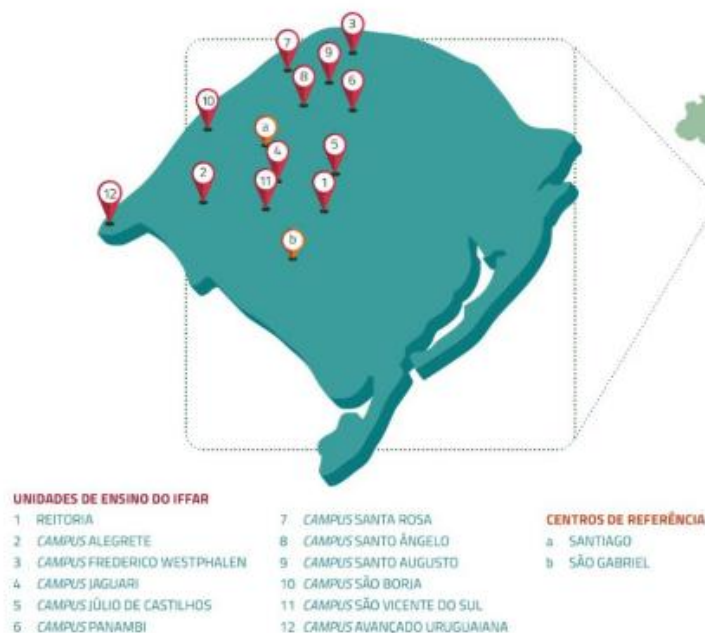 3
7
9
8
6
10
a
5
4
2
11
1
12
b
UNIDADES DE ENSINO DO IFFAR
1 REITORIA
2 CAMPUS ALEGRETE
3 CAMPUS FREDERICO WESTPHALEN
4 CAMPUS JAGUARI
5 CAMPUS JÚLIO DE CASTILHOS
6 CAMPUS PANAMBI
7 CAMPUS SANTA ROSA
8 CAMPUS SANTO ÂNGELO
9 CAMPUS SANTO AUGUSTO
10 CAMPUS SÃO BORJA
11 CAMPUS SÃO VICENTE DO SUL
12 CAMPUS AVANÇADO URUGUAIANA
CENTROS DE REFERÊNCIA
a SANTIAGO
b SÃO GABRIEL